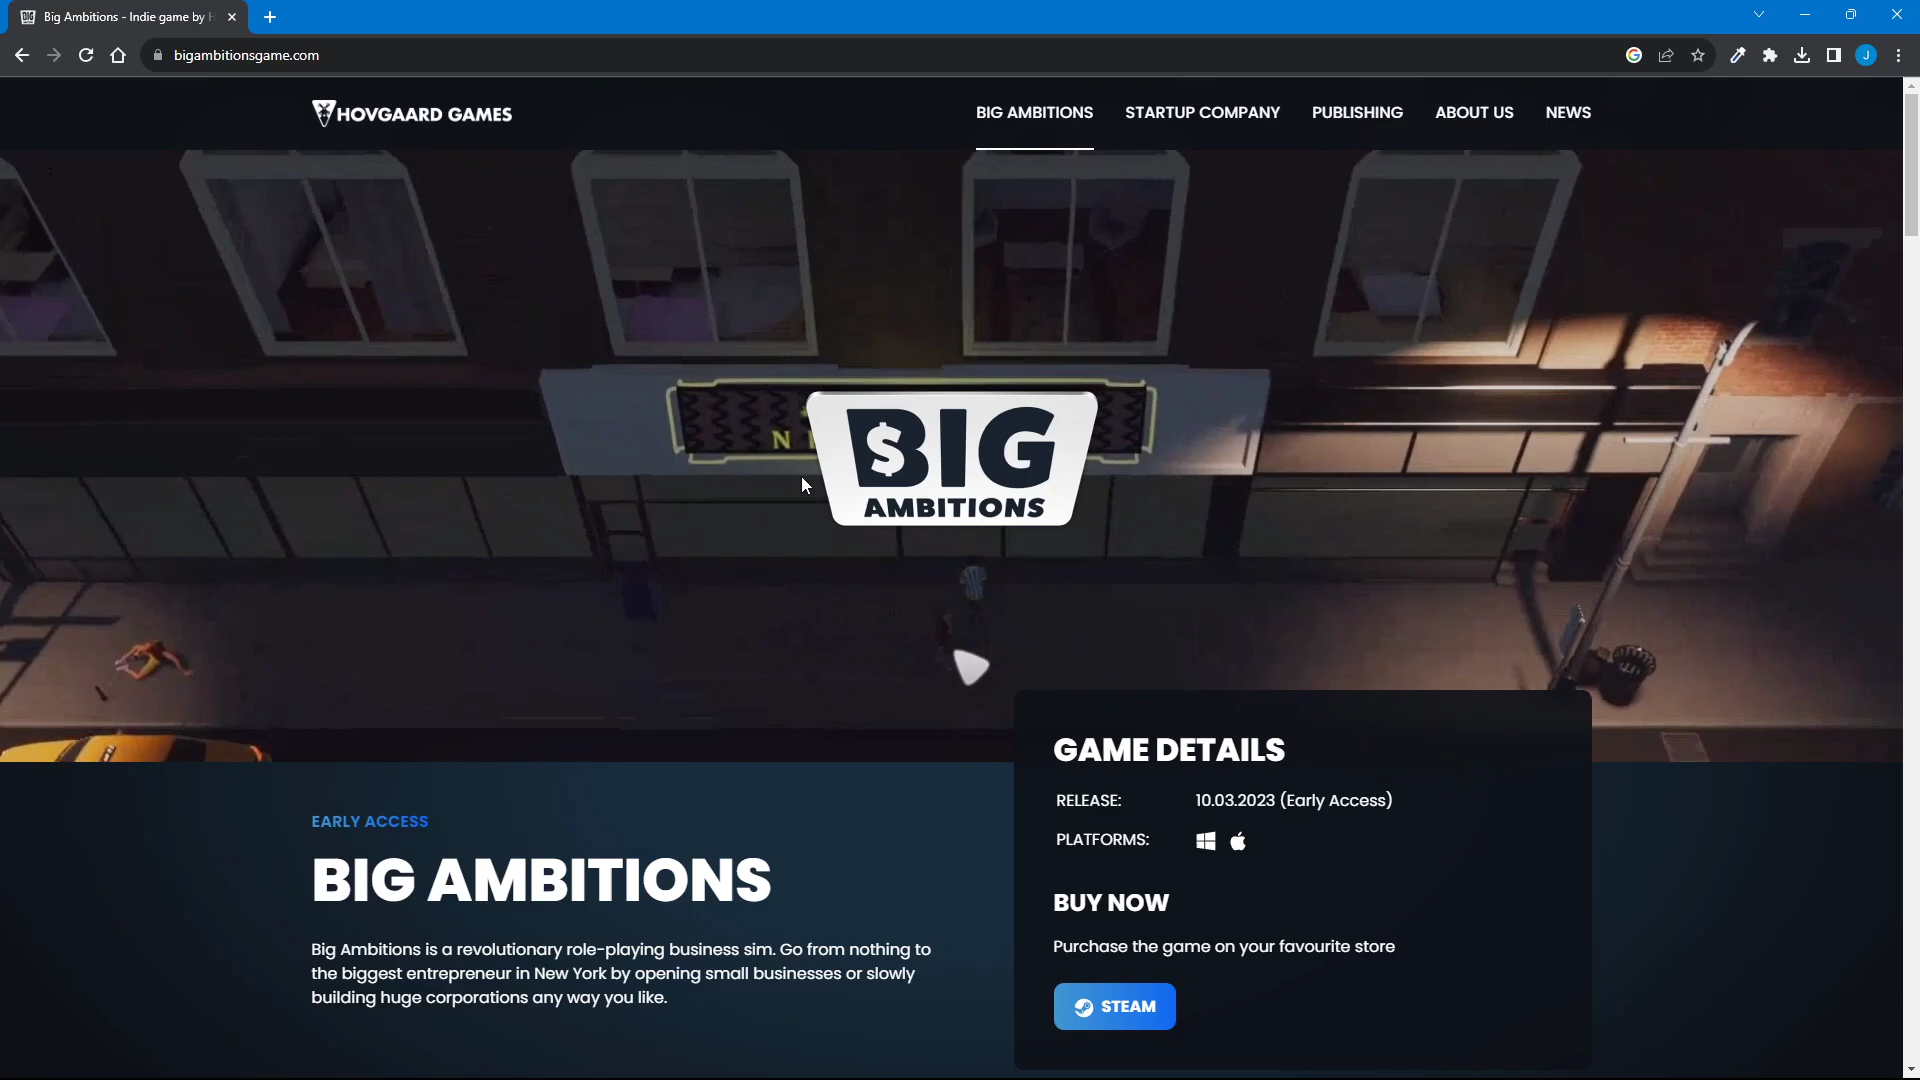 Big Ambitions - Indie game by H
bigambitionsgame.com
J
HOVGAARD GAMES
BIG AMBITIONS
STARTUP COMPANY
PUBLISHING
ABOUT US
NEWS
BIG
AMBITIONS
GAME DETAILS
RELEASE: 10.03.2023 (Early Access)
PLATFORMS:
BUY NOW
Purchase the game on your favourite store
STEAM
EARLY ACCESS
BIG AMBITIONS
Big Ambitions is a revolutionary role-playing business sim. Go from nothing to
the biggest entrepreneur in New York by opening small businesses or slowly
building huge corporations any way you like.